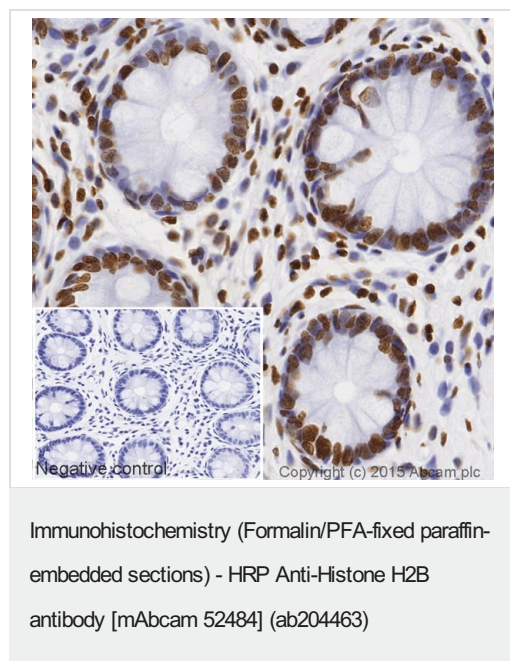 Negative control
Copyright (c) 2015 Abcam plc
Immunohistochemistry (Formalin/PFA-fixed paraffin-
embedded sections) - HRP Anti-Histone H2B
antibody [mAbcam 52484] (ab204463)